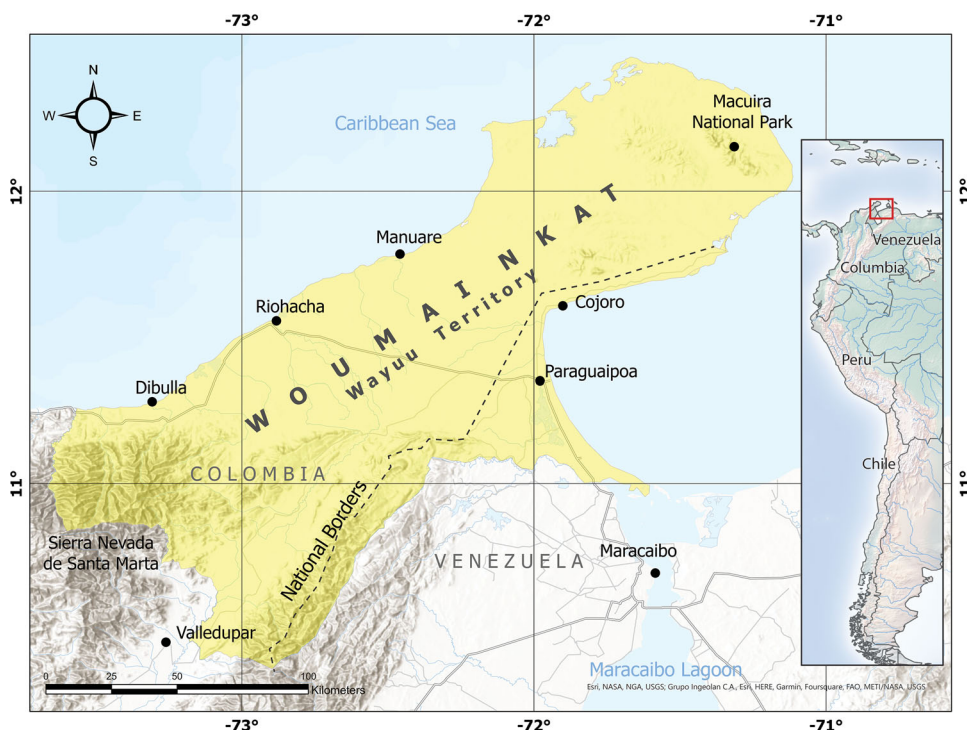 -73°
-72°
-71°
N
W
E
S
Caribbean Sea
Macuira
National Park
12°
12°
Manuare
WOUMAINKAT
Wayuu Territory
Riohacha
Cojoro
Dibulla
Paraguaipoa
COLOMBIA
11°
11°
National Borders
Sierra Nevada
de Santa Marta
VENEZUELA
Maracaibo
Valledupar
0
25
50
100
Kilometers
Maracaibo Lagoon
Esri, NASA, NGA, USGS; Grupo Ingeolan C.A., Esri, HERE, Garmin, Foursquare, FAO, METI/NASA, USGS
Venezuela
Columbia
Peru
Chile
-73°
-72°
-71°